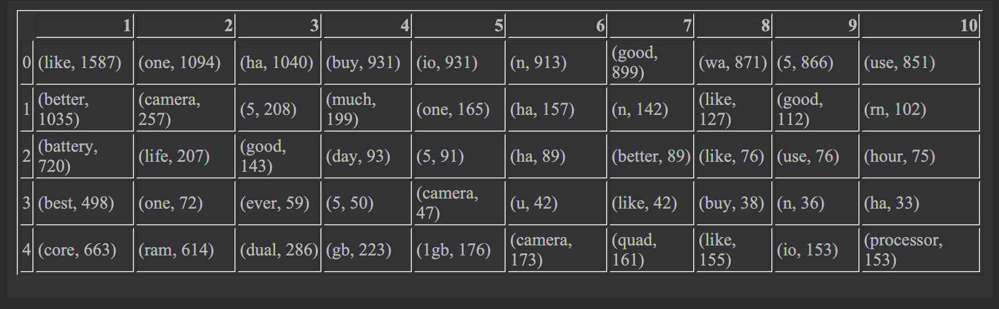 1 2 3 4 5 6 7 8 9 10
0 (like, 1587) (one, 1094) (ha, 1040) (buy, 931) (io, 931) (n, 913) (good, 899) (wa, 871) (5, 866) (use, 851)
1 (better, 1035) (camera, 257) (5, 208) (much, 199) (one, 165) (ha, 157) (n, 142) (like, 127) (good, 112) (rn, 102)
2 (battery, 720) (life, 207) (good, 143) (day, 93) (5, 91) (ha, 89) (better, 89) (like, 76) (use, 76) (hour, 75)
3 (best, 498) (one, 72) (ever, 59) (5, 50) (camera, 47) (u, 42) (like, 42) (buy, 38) (n, 36) (ha, 33)
4 (core, 663) (ram, 614) (dual, 286) (gb, 223) (1gb, 176) (camera, 173) (quad, 161) (like, 155) (io, 153) (processor, 153)